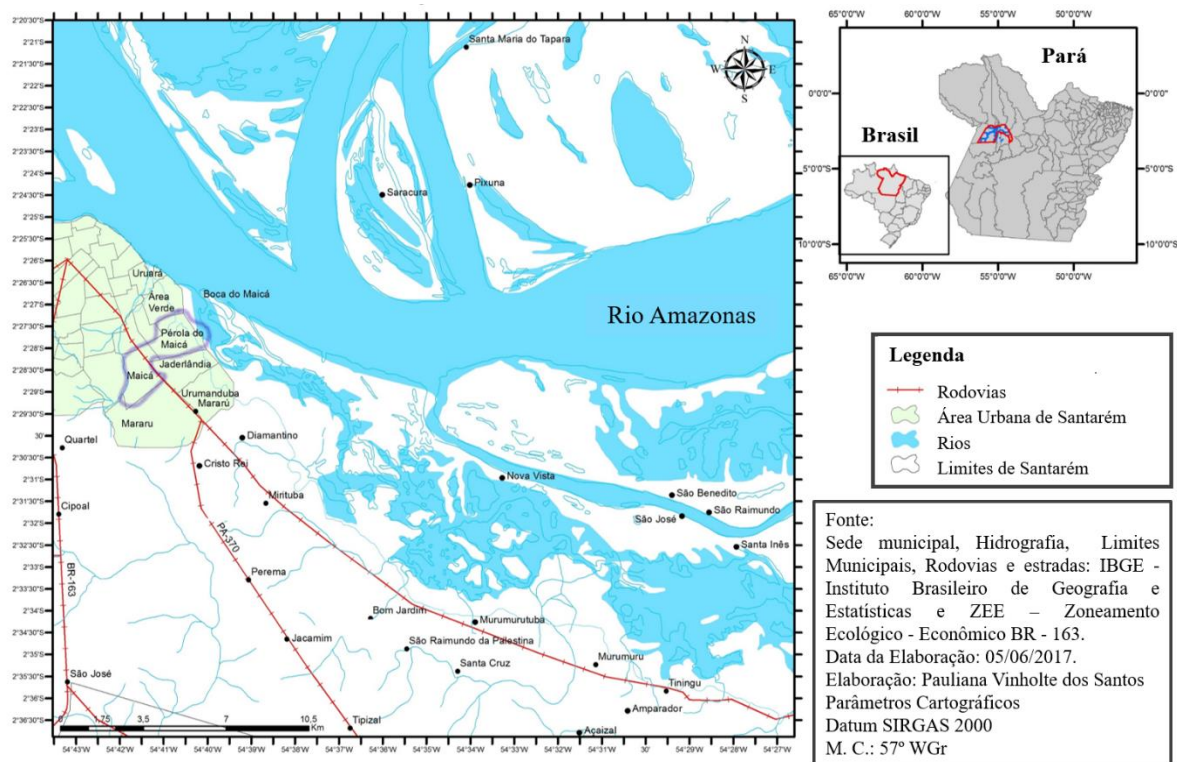 2°20'30"S
2°21'S
2°21'30"S
2°22'S
2°22'30"S
2°23'S
2°23'30"S
2°24'S
2°24'30"S
2°25'S
2°25'30"S
2°26'S
2°26'30"S
2°27'S
2°27'30"S
2°28'S
2°28'30"S
2°29'S
2°29'30"S
30'
2°30'30"S
2°31'S
2°31'30"S
2°32'S
2°32'30"S
2°33'S
2°33'30"S
2°34'S
2°34'30"S
2°35'S
2°35'30"S
2°36'S
2°36'30"S
Santa Maria do Tapara
N
W E
S
Saracura
Pixuna
Uruará
Área
Verde
Boca do Maicá
Pérola do
Maicá
Jaderlândia
Maicá
Urumanduba
Mararú
Mararu
Rio Amazonas
Quartel
Diamantino
Cristo Rei
Mirituba
Nova Vista
São Benedito
São José
São Raimundo
Cipoal
Santa Inês
PA-370
BR-163
Perema
Bom Jardim
Murumurutuba
Jacamim
São Raimundo da Palestina
Santa Cruz
Murumuru
São José
Tiningu
Amparador
Tipizal
Açaizal
0 1,75 3,5 7 10,5
Km
54°43'W 54°42'W 54°41'W 54°40'W 54°39'W 54°38'W 54°37'W 54°36'W 54°35'W 54°34'W 54°33'W 54°32'W 54°31'W 30' 54°29'W 54°28'W 54°27'W
65°0'0"W 60°0'0"W 55°0'0"W 50°0'0"W
Pará
Brasil
0°0'0"
5°0'0"S
10°0'0"S
0°0'0"
5°0'0"S
10°0'0"S
65°0'0"W 60°0'0"W 55°0'0"W 50°0'0"W
Legenda
Rodovias
Área Urbana de Santarém
Rios
Limites de Santarém
Fonte:
Sede municipal, Hidrografia, Limites
Municipais, Rodovias e estradas: IBGE -
Instituto Brasileiro de Geografia e
Estatísticas e ZEE – Zoneamento
Ecológico - Econômico BR - 163.
Data da Elaboração: 05/06/2017.
Elaboração: Pauliana Vinholte dos Santos
Parâmetros Cartográficos
Datum SIRGAS 2000
M. C.: 57º WGr